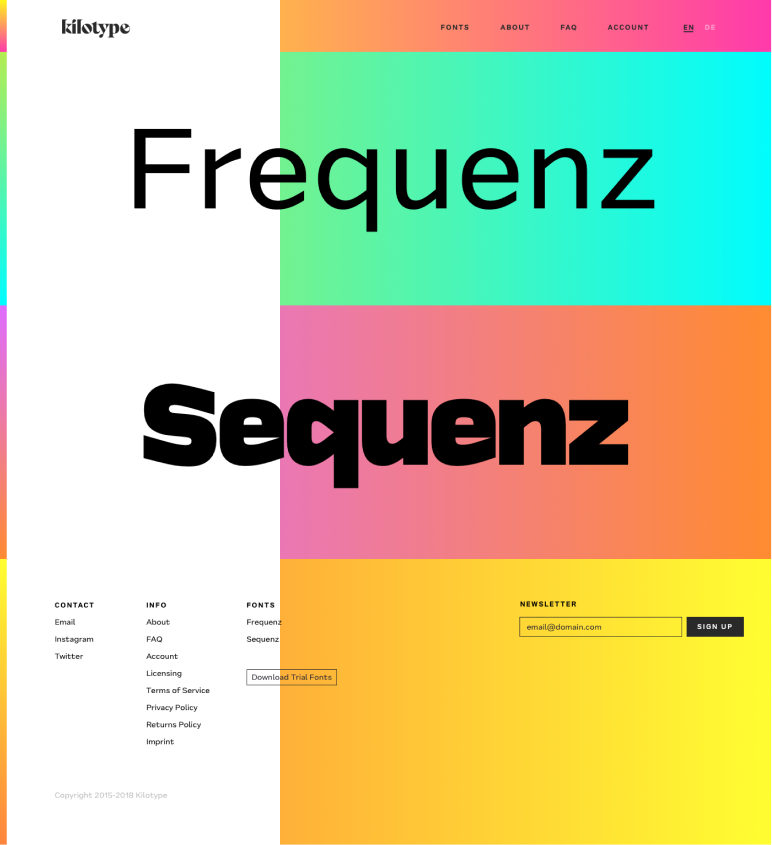 kilotype
FONTS ABOUT FAQ ACCOUNT EN DE
Frequenz
Sequenz
CONTACT
Email
Instagram
Twitter
INFO
About
FAQ
Account
Licensing
Terms of Service
Privacy Policy
Returns Policy
Imprint
FONTS
Frequenz
Sequenz
Download Trial Fonts
NEWSLETTER
email@domain.com SIGN UP
Copyright 2015-2018 Kilotype